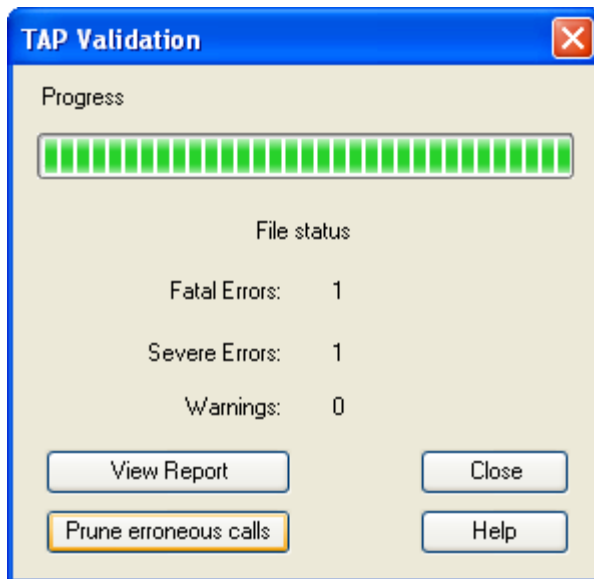 TAP Validation
Progress
File status
Fatal Errors: 1
Severe Errors: 1
Warnings: 0
View Report Close
Prune erroneous calls Help